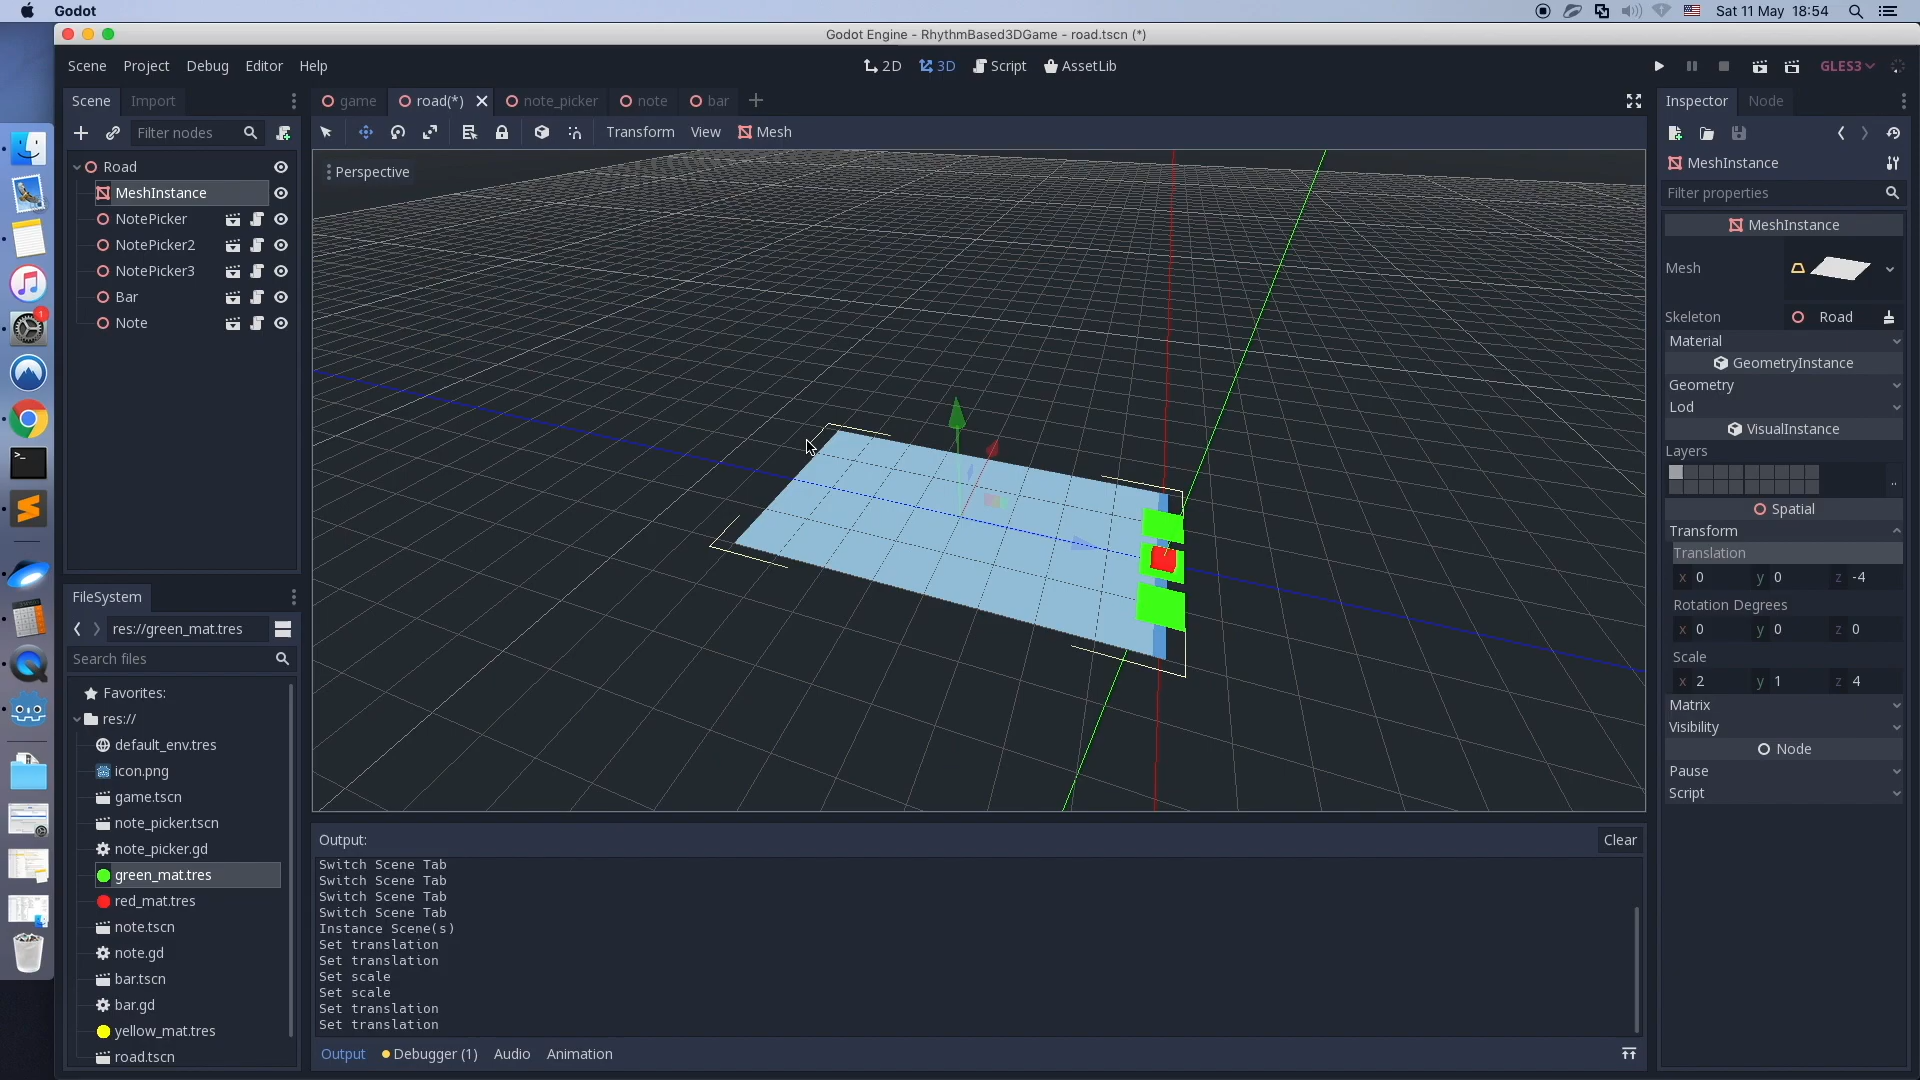 Godot
Sat 11 May 18:54
Godot Engine - RhythmBased3DGame - road.tscn (*)
Scene Project Debug Editor Help
2D 3D Script AssetLib
GLES3
Scene Import
game road(*) note_picker note bar
Inspector Node
Filter nodes
Transform View Mesh
Road
MeshInstance
NotePicker
NotePicker2
NotePicker3
Bar
Note
Perspective
MeshInstance
Filter properties
MeshInstance
Mesh
Skeleton Road
Material
GeometryInstance
Geometry
Lod
VisualInstance
Layers
..
Spatial
Transform
Translation
x 0 y 0 z -4
Rotation Degrees
x 0 y 0 z 0
Scale
x 2 y 1 z 4
Matrix
Visibility
Node
Pause
Script
FileSystem
res://green_mat.tres
Search files
Favorites:
res://
default_env.tres
icon.png
game.tscn
note_picker.tscn
note_picker.gd
green_mat.tres
red_mat.tres
note.tscn
note.gd
bar.tscn
bar.gd
yellow_mat.tres
road.tscn
Output:
Clear
Switch Scene Tab
Switch Scene Tab
Switch Scene Tab
Switch Scene Tab
Instance Scene(s)
Set translation
Set translation
Set scale
Set scale
Set translation
Set translation
Output Debugger (1) Audio Animation
1